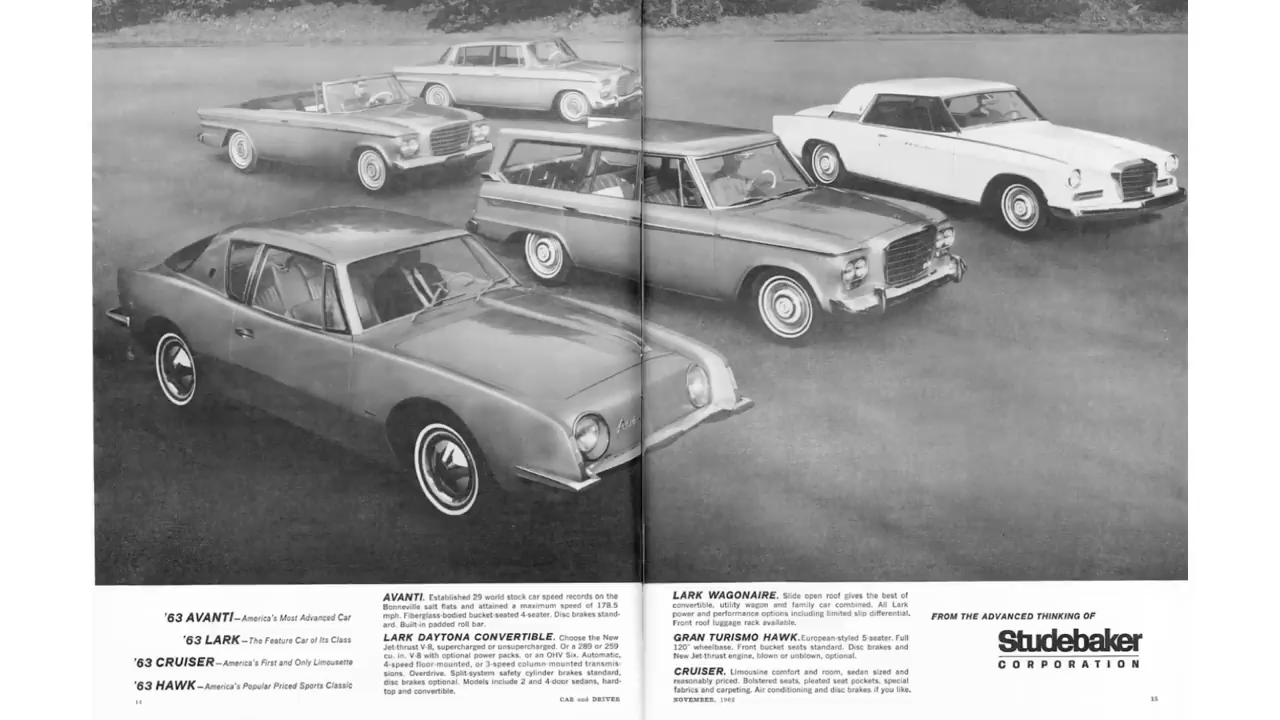 '63 AVANTI—America's Most Advanced Car
'63 LARK—The Feature Car of Its Class
'63 CRUISER—America's First and Only Limousette
'63 HAWK—America's Popular Priced Sports Classic
14
AVANTI. Established 29 world stock car speed records on the
Bonneville salt flats and attained a maximum speed of 178.5
mph. Fiberglass-bodied bucket-seated 4-seater. Disc brakes stand-
ard. Built-in padded roll bar.
LARK DAYTONA CONVERTIBLE. Choose the New
Jet-thrust V-8, supercharged or unsupercharged. Or a 289 or 259
cu. in. V-8 with optional power packs, or an OHV Six. Automatic,
4-speed floor-mounted, or 3-speed column-mounted transmis-
sions. Overdrive. Split-system safety cylinder brakes standard,
disc brakes optional. Models include 2 and 4-door sedans, hard-
top and convertible.
CAR and DRIVER
LARK WAGONAIRE. Slide open roof gives the best of
convertible, utility wagon and family car combined. All Lark
power and performance options including limited slip differential.
Front roof luggage rack available.
GRAN TURISMO HAWK. European-styled 5-seater. Full
120" wheelbase. Front bucket seats standard. Disc brakes and
New Jet-thrust engine, blown or unblown, optional.
CRUISER. Limousine comfort and room, sedan sized and
reasonably priced. Bolstered seats, pleated seat pockets, special
fabrics and carpeting. Air conditioning and disc brakes if you like.
NOVEMBER, 1962
FROM THE ADVANCED THINKING OF
Studebaker
CORPORATION
15